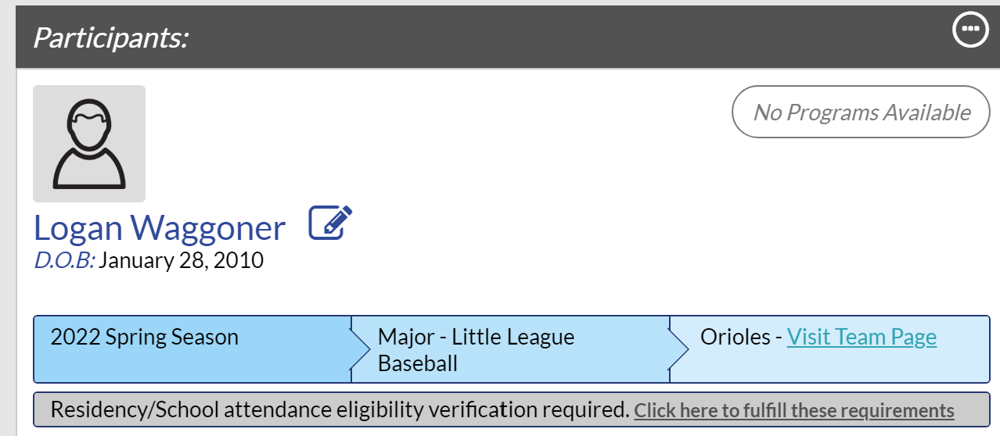 Participants:
No Programs Available
Logan Waggoner
D.O.B: January 28, 2010
2022 Spring Season
Major - Little League
Baseball
Orioles - Visit Team Page
Residency/School attendance eligibility verification required. Click here to fulfill these requirements